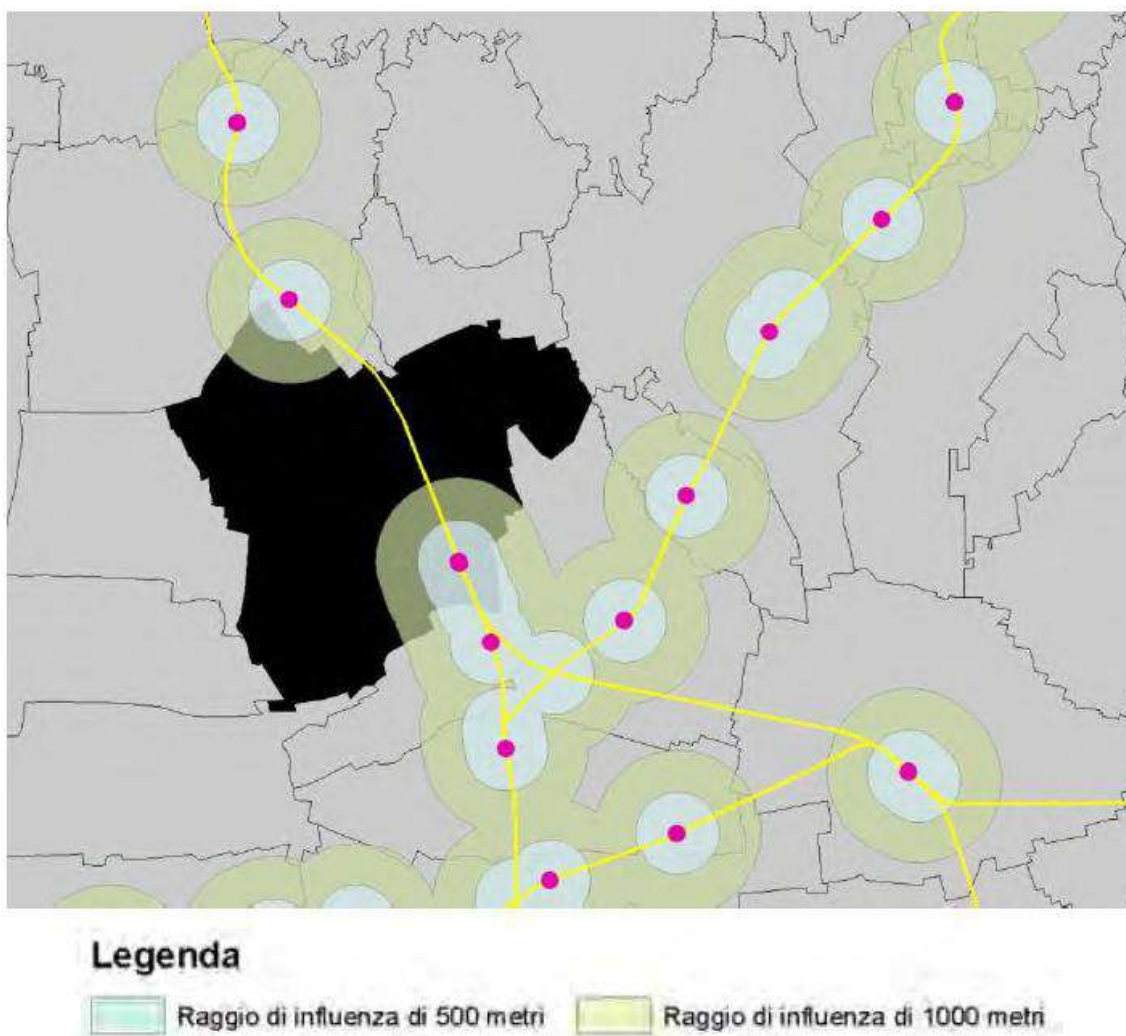 Legenda
Raggio di influenza di 500 metri
Raggio di influenza di 1000 metri